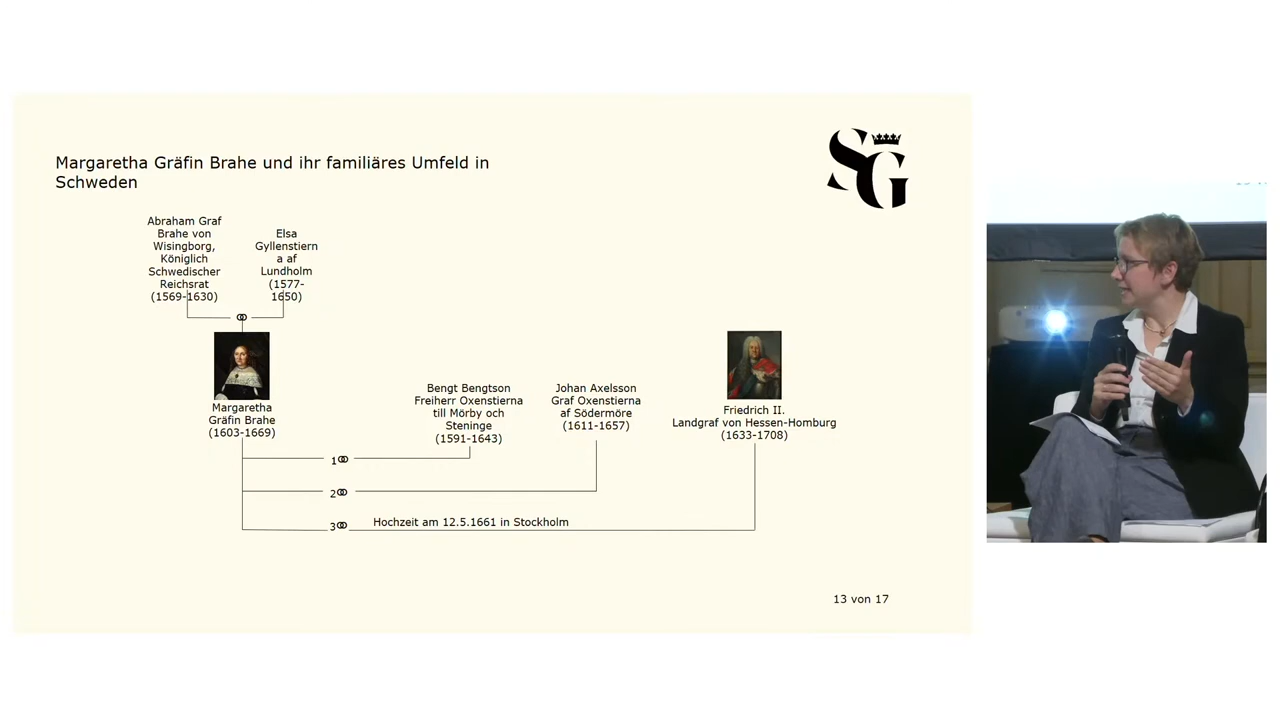 Margaretha Gräfin Brahe und ihr familiäres Umfeld in
Schweden
SG
Abraham Graf
Brahe von
Wisingborg,
Königlich
Schwedischer
Reichsrat
(1569-1630)
Elsa
Gyllenstiern
a af
Lundholm
(1577-
1650)
Margaretha
Gräfin Brahe
(1603-1669)
Bengt Bengtson
Freiherr Oxenstierna
till Mörby och
Steninge
(1591-1643)
Johan Axelsson
Graf Oxenstierna
af Södermöre
(1611-1657)
Friedrich II.
Landgraf von Hessen-Homburg
(1633-1708)
1
2
3
Hochzeit am 12.5.1661 in Stockholm
13 von 17